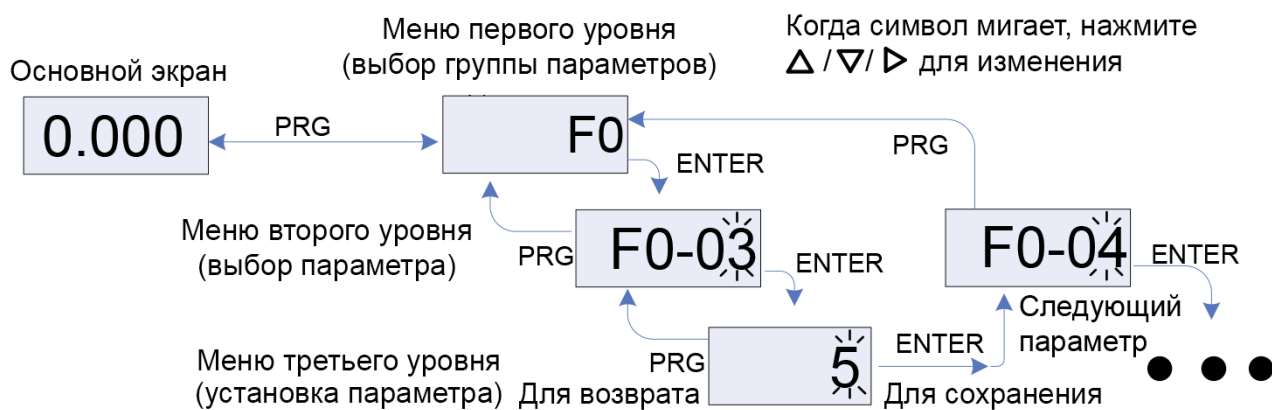 Основной экран
0.000
PRG
Меню первого уровня
(выбор группы параметров)
F0
Когда символ мигает, нажмите
△ /▽/ ▷ для изменения
ENTER
PRG
Меню второго уровня
(выбор параметра)
PRG
F0-03
ENTER
F0-04
ENTER
Следующий
параметр
Меню третьего уровня
(установка параметра)
PRG
Для возврата
5
ENTER
Для сохранения